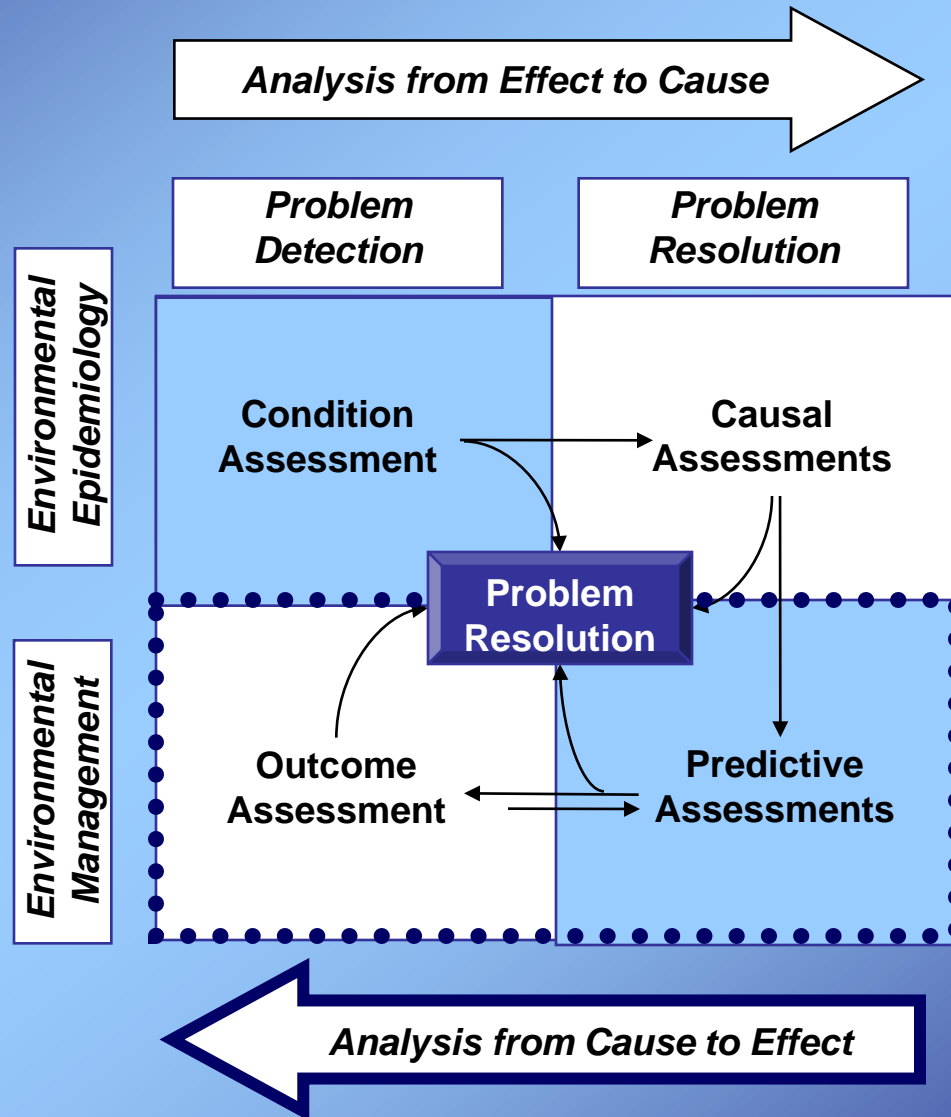 Analysis from Effect to Cause
Problem
Detection
Problem
Resolution
Environmental
Epidemiology
Condition
Assessment
Causal
Assessments
Problem
Resolution
Environmental
Management
Outcome
Assessment
Predictive
Assessments
Analysis from Cause to Effect